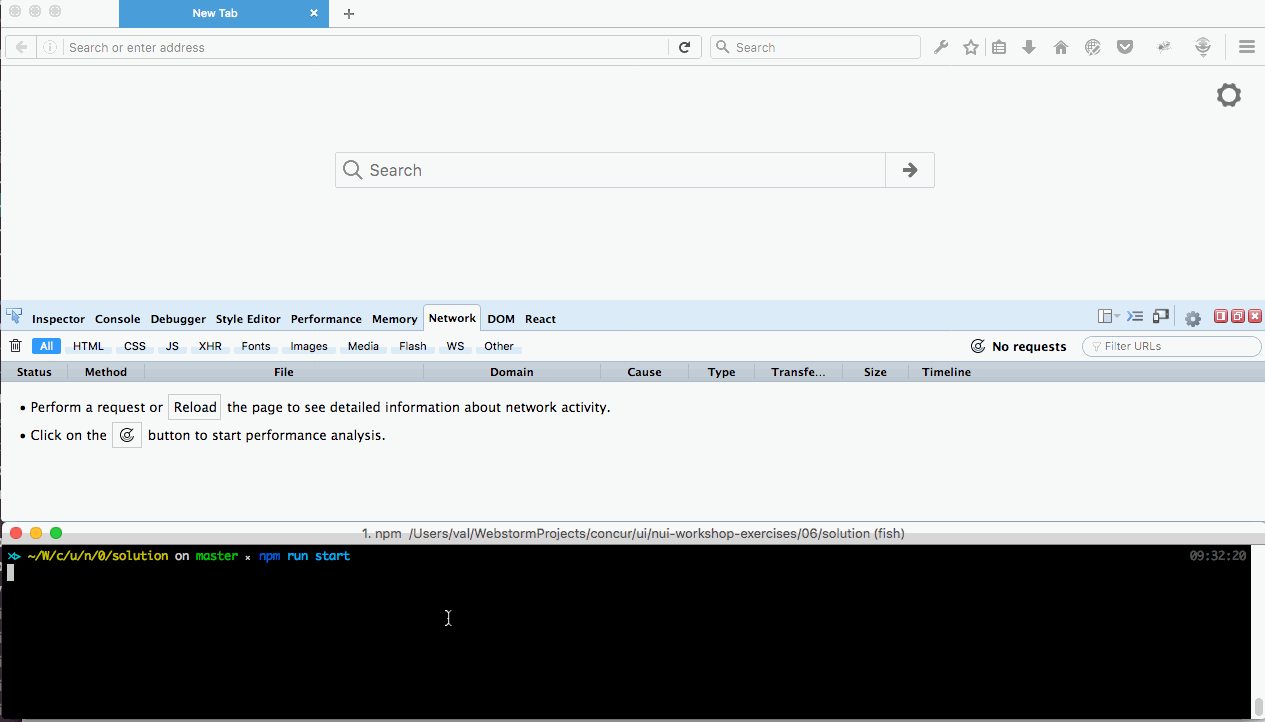 New Tab × +
Search or enter address Search
Search
Inspector Console Debugger Style Editor Performance Memory Network DOM React
All HTML CSS JS XHR Fonts Images Media Flash WS Other No requests Filter URLs
Status Method File Domain Cause Type Transfe... Size Timeline
• Perform a request or Reload the page to see detailed information about network activity.
• Click on the button to start performance analysis.
1. npm /Users/val/WebstormProjects/concur/ui/nui-workshop-exercises/06/solution (fish)
~/W/c/u/n/0/solution on master × npm run start 09:32:20